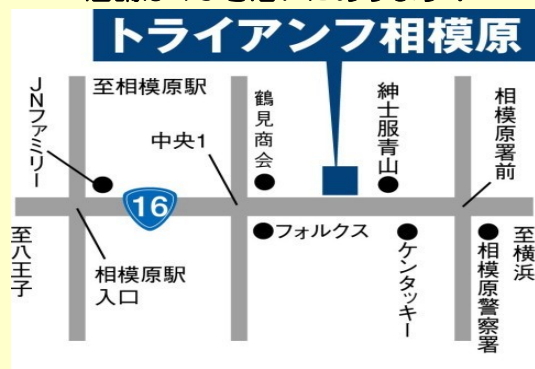 トライアンフ相模原
至相模原駅
JNファミリー
中央1
鶴見商会
紳士服青山
相模原署前
16
至八王子
相模原駅
入口
フォルクス
ケンタッキー
相模原警察署
至横浜